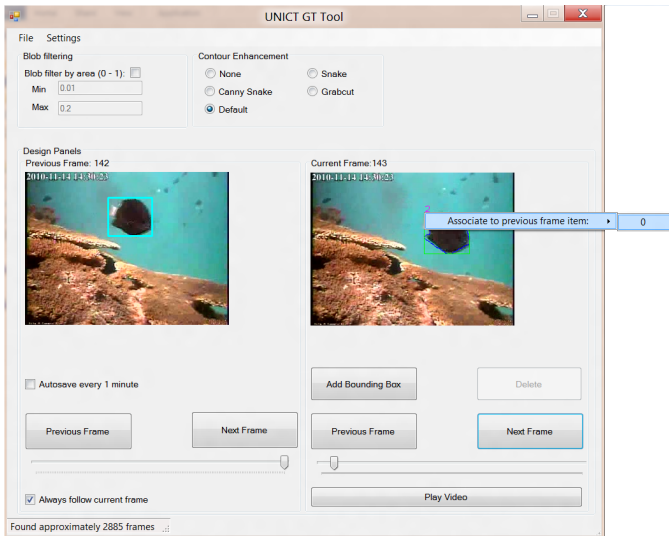 UNICT GT Tool
X
File Settings
Blob filtering
Blob filter by area (0 - 1):
Min 0.01
Max 0.2
Contour Enhancement
None
Snake
Canny Snake
Grabcut
Default
Design Panels
Previous Frame: 142
Current Frame:143
2010-11-14 14:30:23
2010-11-14 14:30:23
2
Associate to previous frame item:
0
Autosave every 1 minute
Add Bounding Box
Delete
Previous Frame
Next Frame
Previous Frame
Next Frame
Always follow current frame
Play Video
Found approximately 2885 frames